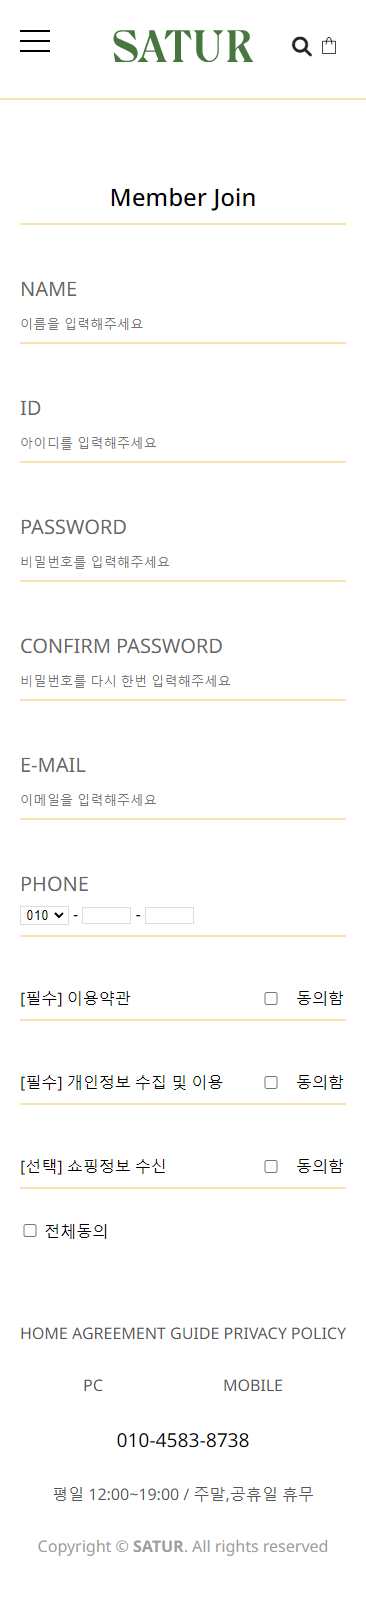 SATUR
Member Join
NAME
이름을 입력해주세요
ID
아이디를 입력해주세요
PASSWORD
비밀번호를 입력해주세요
CONFIRM PASSWORD
비밀번호를 다시 한번 입력해주세요
E-MAIL
이메일을 입력해주세요
PHONE
010 - -
[필수] 이용약관 동의함
[필수] 개인정보 수집 및 이용 동의함
[선택] 쇼핑정보 수신 동의함
전체동의
HOME AGREEMENT GUIDE PRIVACY POLICY
PC MOBILE
010-4583-8738
평일 12:00~19:00 / 주말,공휴일 휴무
Copyright © SATUR. All rights reserved